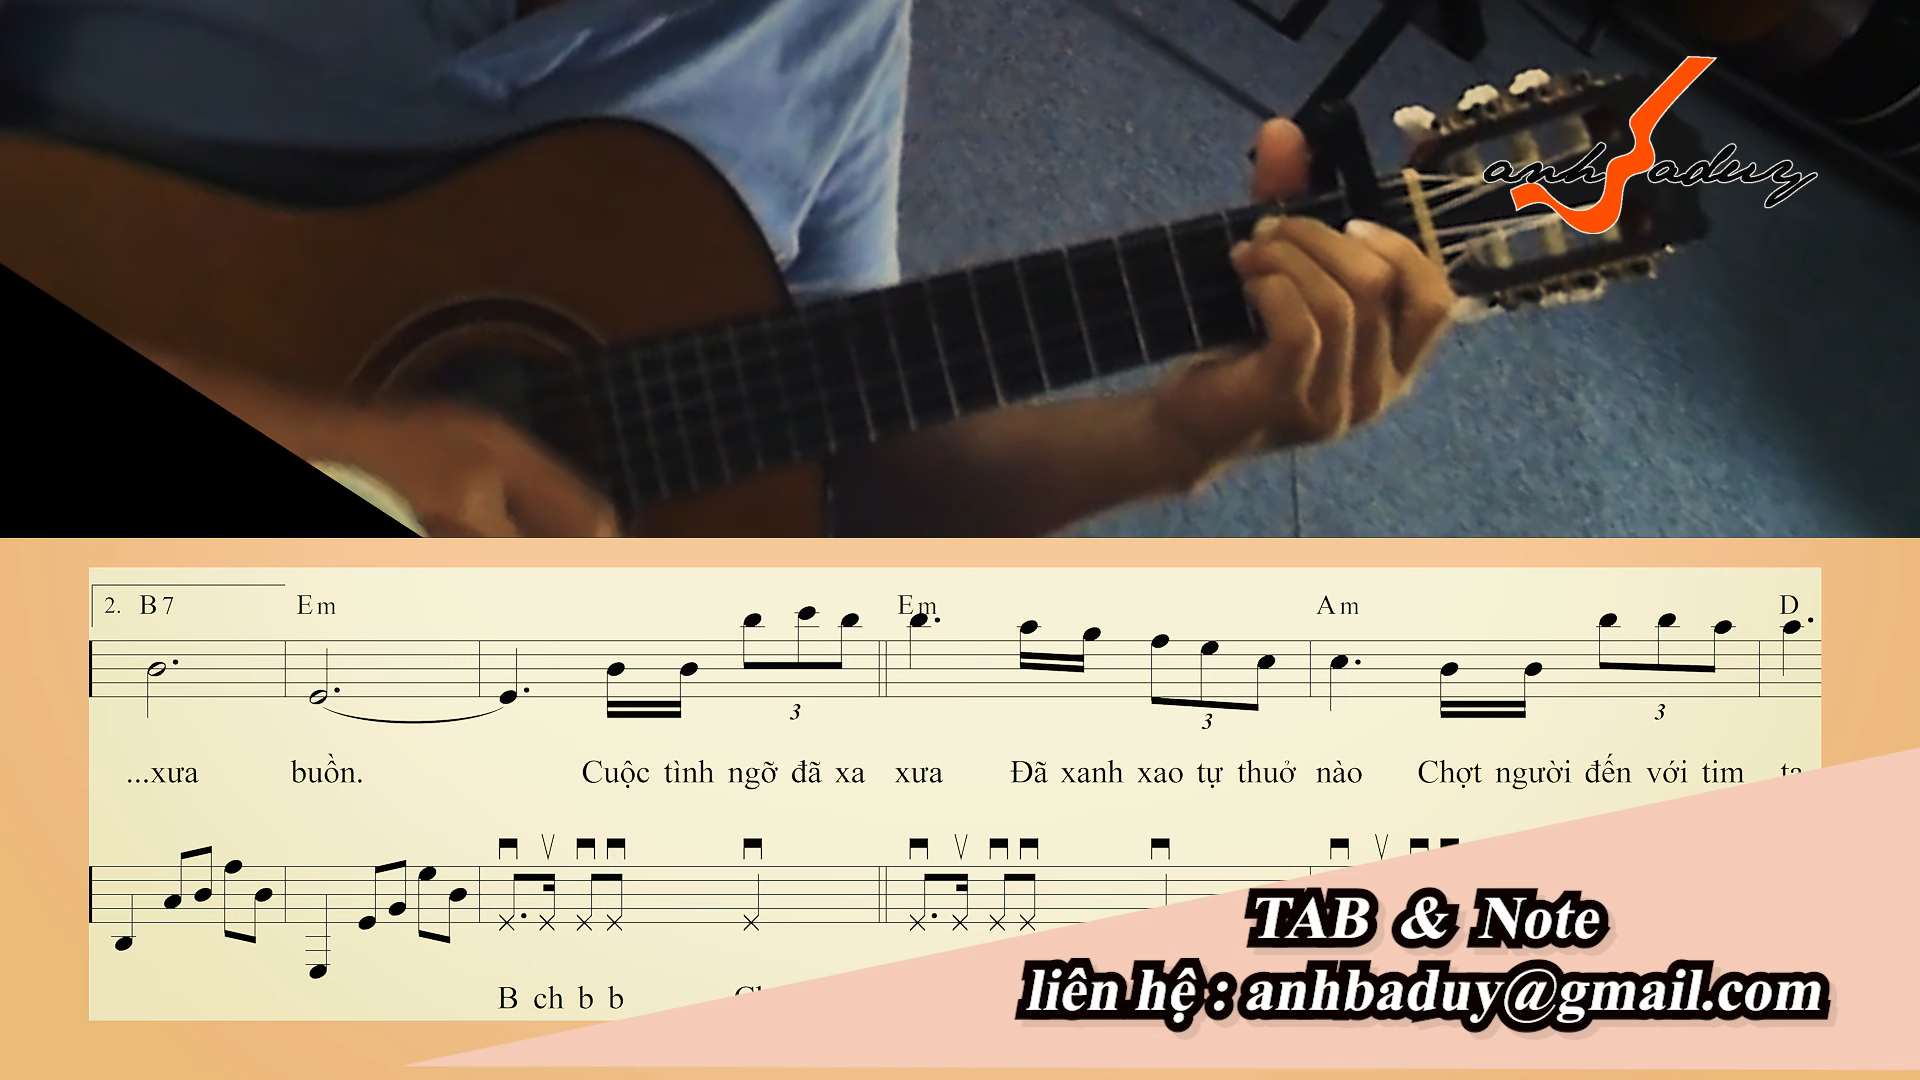 anhbaduy
2. B7 Em Em Am D
3 3 3
...xưa buồn. Cuộc tình ngỡ đã xa xưa Đã xanh xao tự thuở nào Chợt người đến với tim ta
B ch b b
TAB & Note
liên hệ : anhbaduy@gmail.com